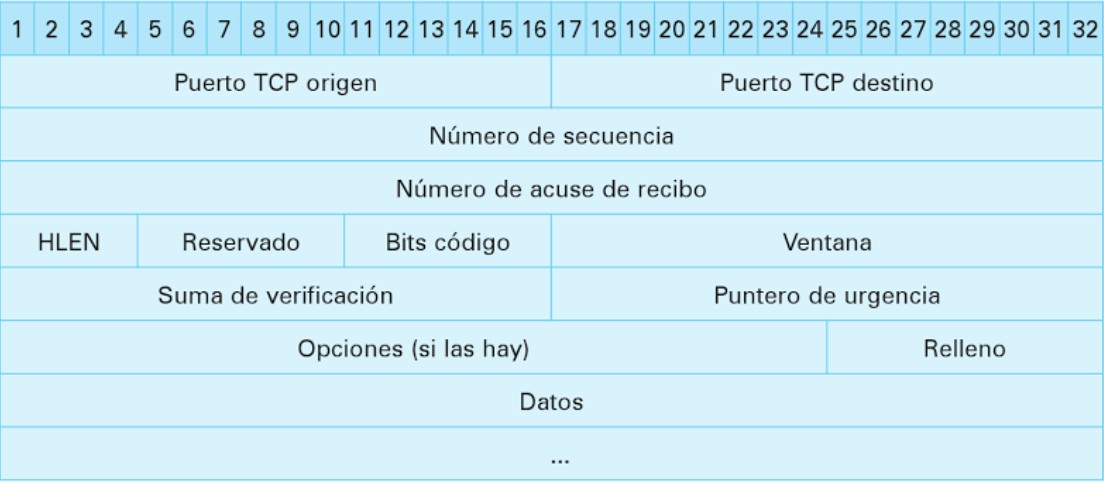 1 2 3 4 5 6 7 8 9 10 11 12 13 14 15 16 17 18 19 20 21 22 23 24 25 26 27 28 29 30 31 32
Puerto TCP origen Puerto TCP destino
Número de secuencia
Número de acuse de recibo
HLEN Reservado Bits código Ventana
Suma de verificación Puntero de urgencia
Opciones (si las hay) Relleno
Datos
...